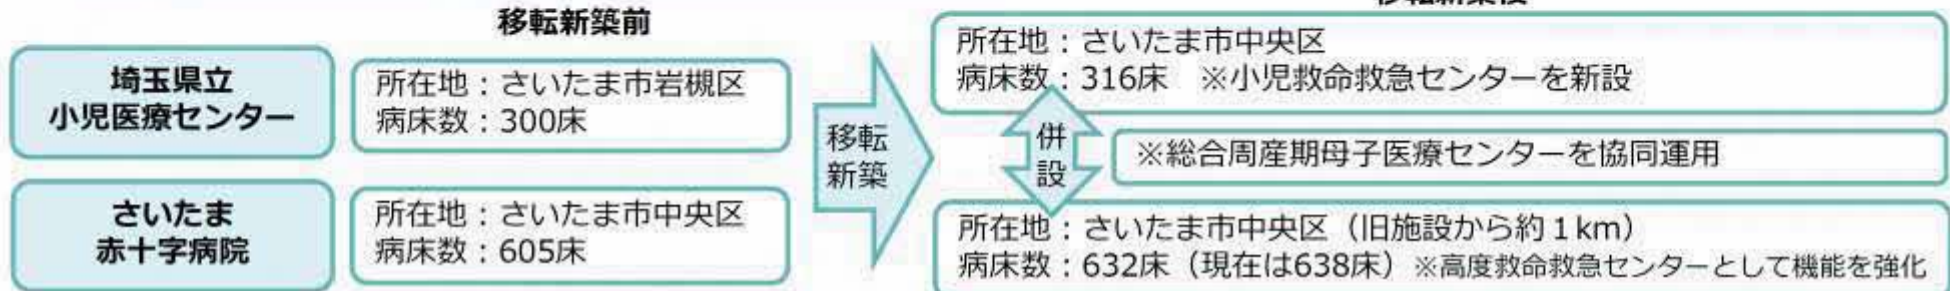 移転新築前
移転新築後
埼玉県立
小児医療センター
所在地：さいたま市岩槻区
病床数：300床
移転
新築
所在地：さいたま市中央区
病床数：316床　※小児救命救急センターを新設
併
設
※総合周産期母子医療センターを協同運用
さいたま
赤十字病院
所在地：さいたま市中央区
病床数：605床
所在地：さいたま市中央区（旧施設から約１km）
病床数：632床（現在は638床）※高度救命救急センターとして機能を強化